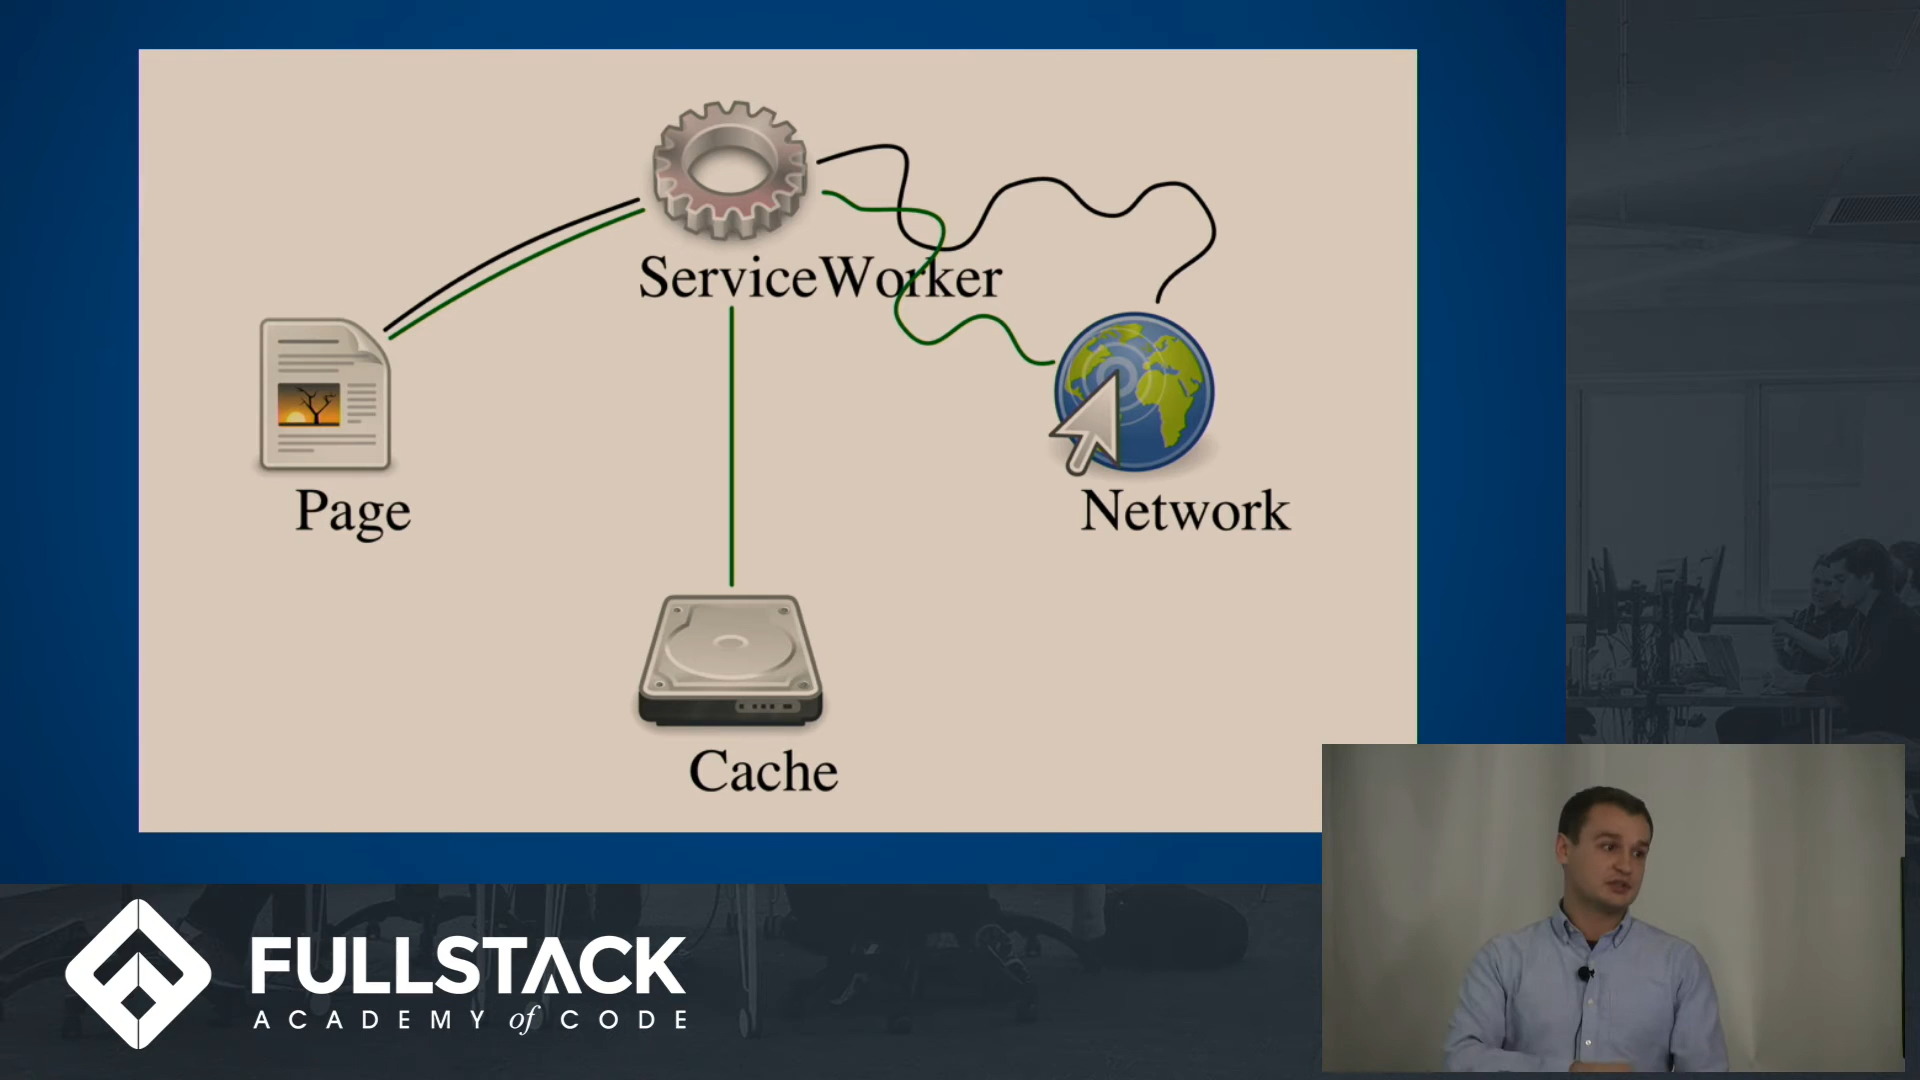 ServiceWorker
Page
Network
Cache
FULLSTACK
ACADEMY of CODE